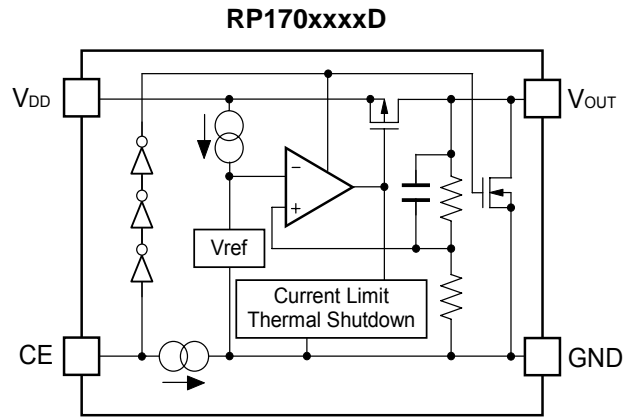 RP170xxxxD
VDD
VOUT
−
+
Vref
Current Limit
Thermal Shutdown
CE
GND